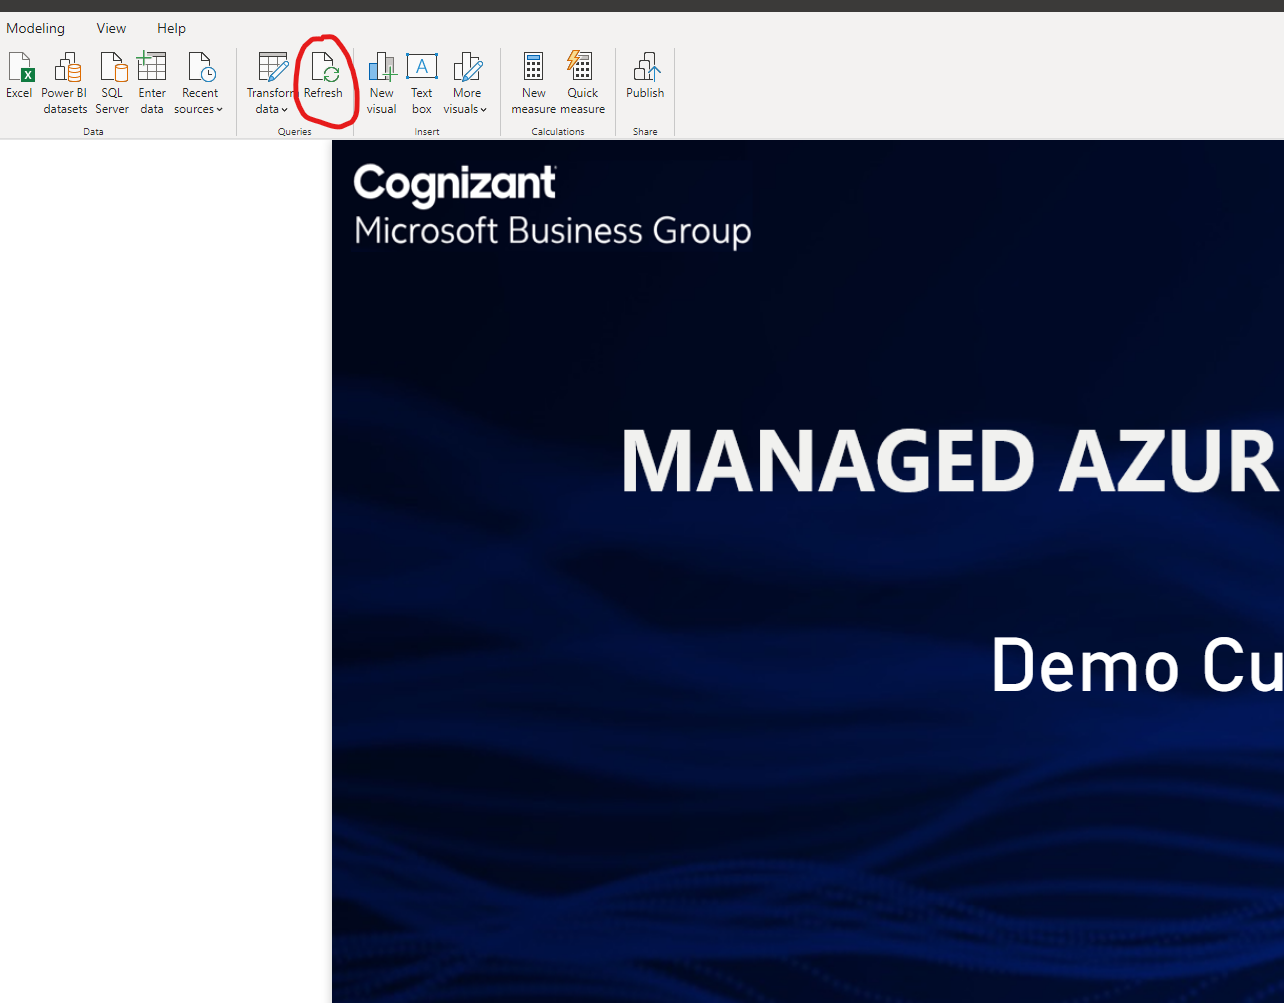 Modeling View Help
Excel Power BI datasets SQL Server Enter data Recent sources Transform data Refresh New visual Text box More visuals New measure Quick measure Publish
Data Queries Insert Calculations Share
Cognizant
Microsoft Business Group
MANAGED AZUR
Demo Cu